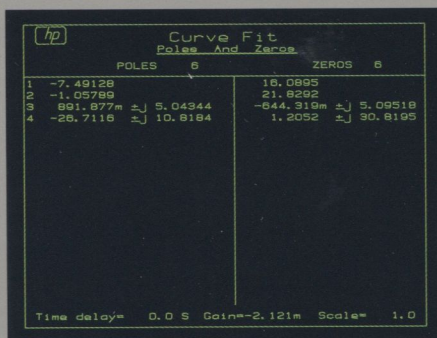 hp
Curve Fit
Poles And Zeros
POLES 6 ZEROS 6
1 -7.49128 16.0895
2 -1.05789 21.8292
3 891.877m ±j 5.04344 -644.319m ±j 5.09518
4 -26.7116 ±j 10.8184 1.2052 ±j 30.8195
Time delay= 0.0 S Gain=-2.121m Scale= 1.0